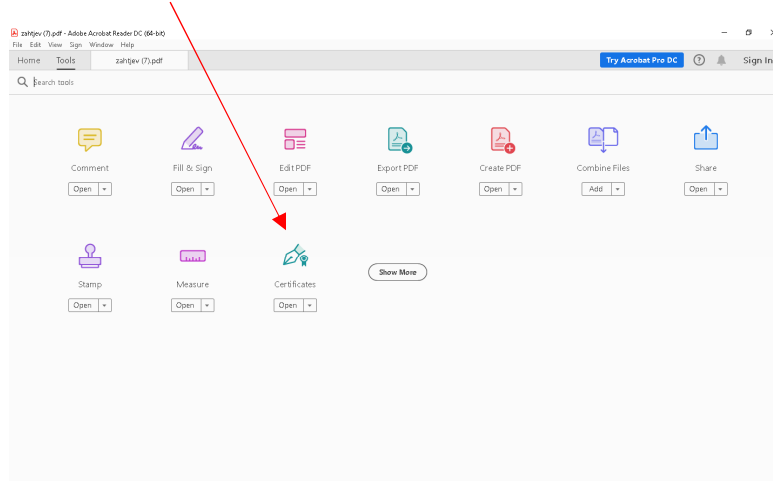 zahtjev (7).pdf - Adobe Acrobat Reader DC (64-bit)
File Edit View Sign Window Help
Home Tools zahtjev (7).pdf Try Acrobat Pro DC ? Sign In
Search tools
Comment Fill & Sign Edit PDF Export PDF Create PDF Combine Files Share
Open Open Open Open Open Add Open
Show More
Stamp Measure Certificates
Open Open Open